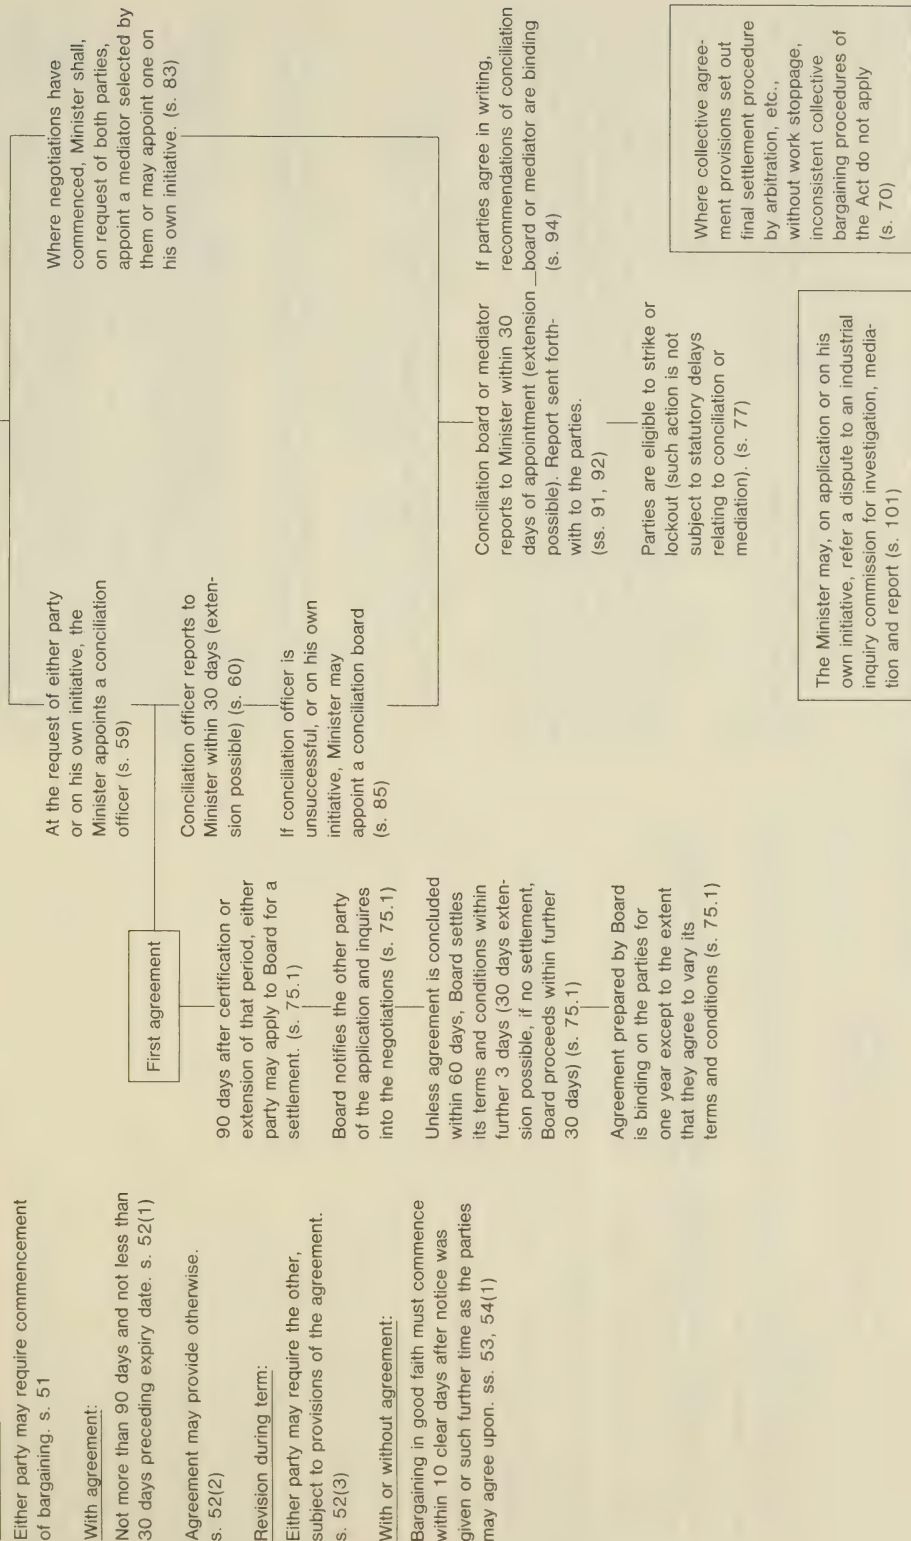 Either party may require commencement
of bargaining. s. 51
With agreement:
Not more than 90 days and not less than
30 days preceding expiry date. s. 52(1)
Agreement may provide otherwise.
s. 52(2)
Revision during term:
Either party may require the other,
subject to provisions of the agreement.
s. 52(3)
With or without agreement:
Bargaining in good faith must commence
within 10 clear days after notice was
given or such further time as the parties
may agree upon. ss. 53, 54(1)
First agreement
90 days after certification or
extension of that period, either
party may apply to Board for a
settlement. (s. 75.1)
Board notifies the other party
of the application and inquires
into the negotiations (s. 75.1)
Unless agreement is concluded
within 60 days, Board settles
its terms and conditions within
further 3 days (30 days exten-
sion possible, if no settlement,
Board proceeds within further
30 days) (s. 75.1)
Agreement prepared by Board
is binding on the parties for
one year except to the extent
that they agree to vary its
terms and conditions (s. 75.1)
At the request of either party
or on his own initiative, the
Minister appoints a conciliation
officer (s. 59)
Conciliation officer reports to
Minister within 30 days (exten-
sion possible) (s. 60)
If conciliation officer is
unsuccessful, or on his own
initiative, Minister may
appoint a conciliation board
(s. 85)
Where negotiations have
commenced, Minister shall,
on request of both parties,
appoint a mediator selected by
them or may appoint one on
his own initiative. (s. 83)
Conciliation board or mediator
reports to Minister within 30
days of appointment (extension
possible). Report sent forth-
with to the parties.
(ss. 91, 92)
If parties agree in writing,
recommendations of conciliation
board or mediator are binding
(s. 94)
Parties are eligible to strike or
lockout (such action is not
subject to statutory delays
relating to conciliation or
mediation). (s. 77)
The Minister may, on application or on his
own initiative, refer a dispute to an industrial
inquiry commission for investigation, media-
tion and report (s. 101)
Where collective agree-
ment provisions set out
final settlement procedure
by arbitration, etc.,
without work stoppage,
inconsistent collective
bargaining procedures of
the Act do not apply
(s. 70)